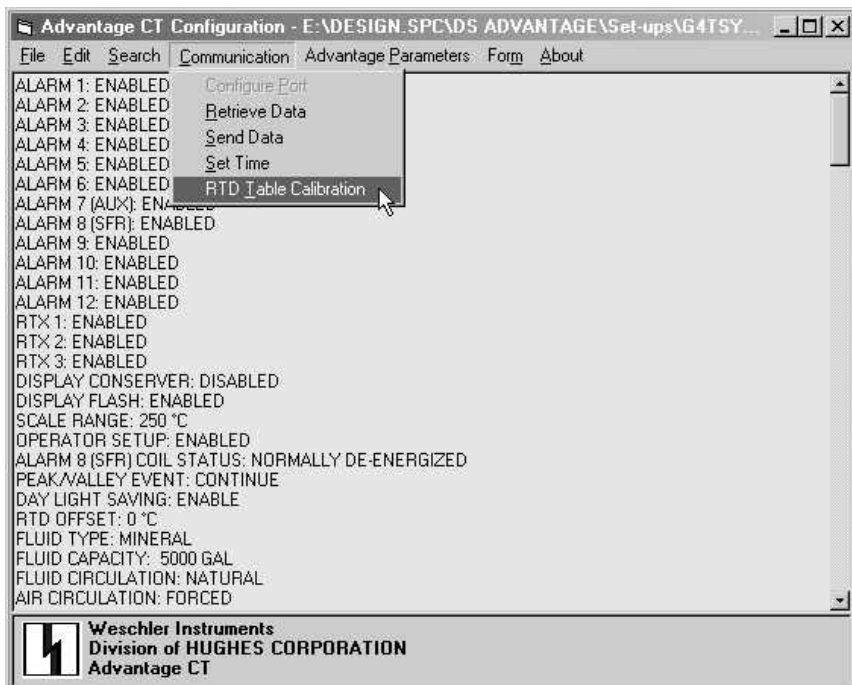 Advantage CT Configuration - E:\DESIGN.SPC\DS ADVANTAGE\Set-ups\G4TSY...
File Edit Search Communication Advantage Parameters Form About
Configure Port
Retrieve Data
Send Data
Set Time
RTD Table Calibration
ALARM 1: ENABLED
ALARM 2: ENABLED
ALARM 3: ENABLED
ALARM 4: ENABLED
ALARM 5: ENABLED
ALARM 6: ENABLED
ALARM 7 (AUX): ENABLED
ALARM 8 (SFR): ENABLED
ALARM 9: ENABLED
ALARM 10: ENABLED
ALARM 11: ENABLED
ALARM 12: ENABLED
RTX 1: ENABLED
RTX 2: ENABLED
RTX 3: ENABLED
DISPLAY CONSERVER: DISABLED
DISPLAY FLASH: ENABLED
SCALE RANGE: 250 °C
OPERATOR SETUP: ENABLED
ALARM 8 (SFR) COIL STATUS: NORMALLY DE-ENERGIZED
PEAK/VALLEY EVENT: CONTINUE
DAY LIGHT SAVING: ENABLE
RTD OFFSET: 0 °C
FLUID TYPE: MINERAL
FLUID CAPACITY: 5000 GAL
FLUID CIRCULATION: NATURAL
AIR CIRCULATION: FORCED
Weschler Instruments
Division of HUGHES CORPORATION
Advantage CT